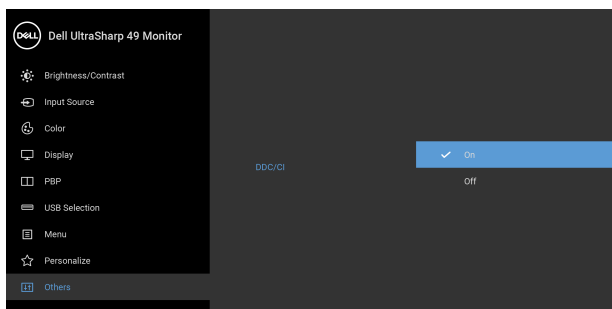 DELL Dell UltraSharp 49 Monitor
Brightness/Contrast
Input Source
Color
Display
PBP
USB Selection
Menu
Personalize
Others
DDC/CI
On
Off